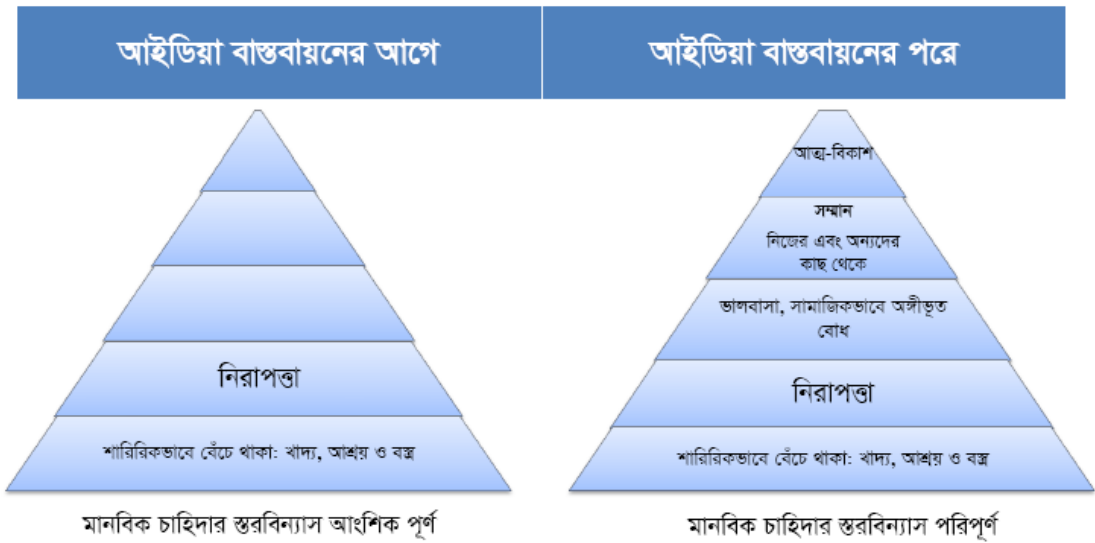 আইডিয়া বাস্তবায়নের আগে
আইডিয়া বাস্তবায়নের পরে
নিরাপত্তা
শারিরিকভাবে বেঁচে থাকা: খাদ্য, আশ্রয় ও বস্ত্র
মানবিক চাহিদার স্তরবিন্যাস আংশিক পূর্ণ
আত্ম-বিকাশ
সম্মান
নিজের এবং অন্যদের
কাছ থেকে
ভালবাসা, সামাজিকভাবে অঙ্গীভূত
বোধ
নিরাপত্তা
শারিরিকভাবে বেঁচে থাকা: খাদ্য, আশ্রয় ও বস্ত্র
মানবিক চাহিদার স্তরবিন্যাস পরিপূর্ণ